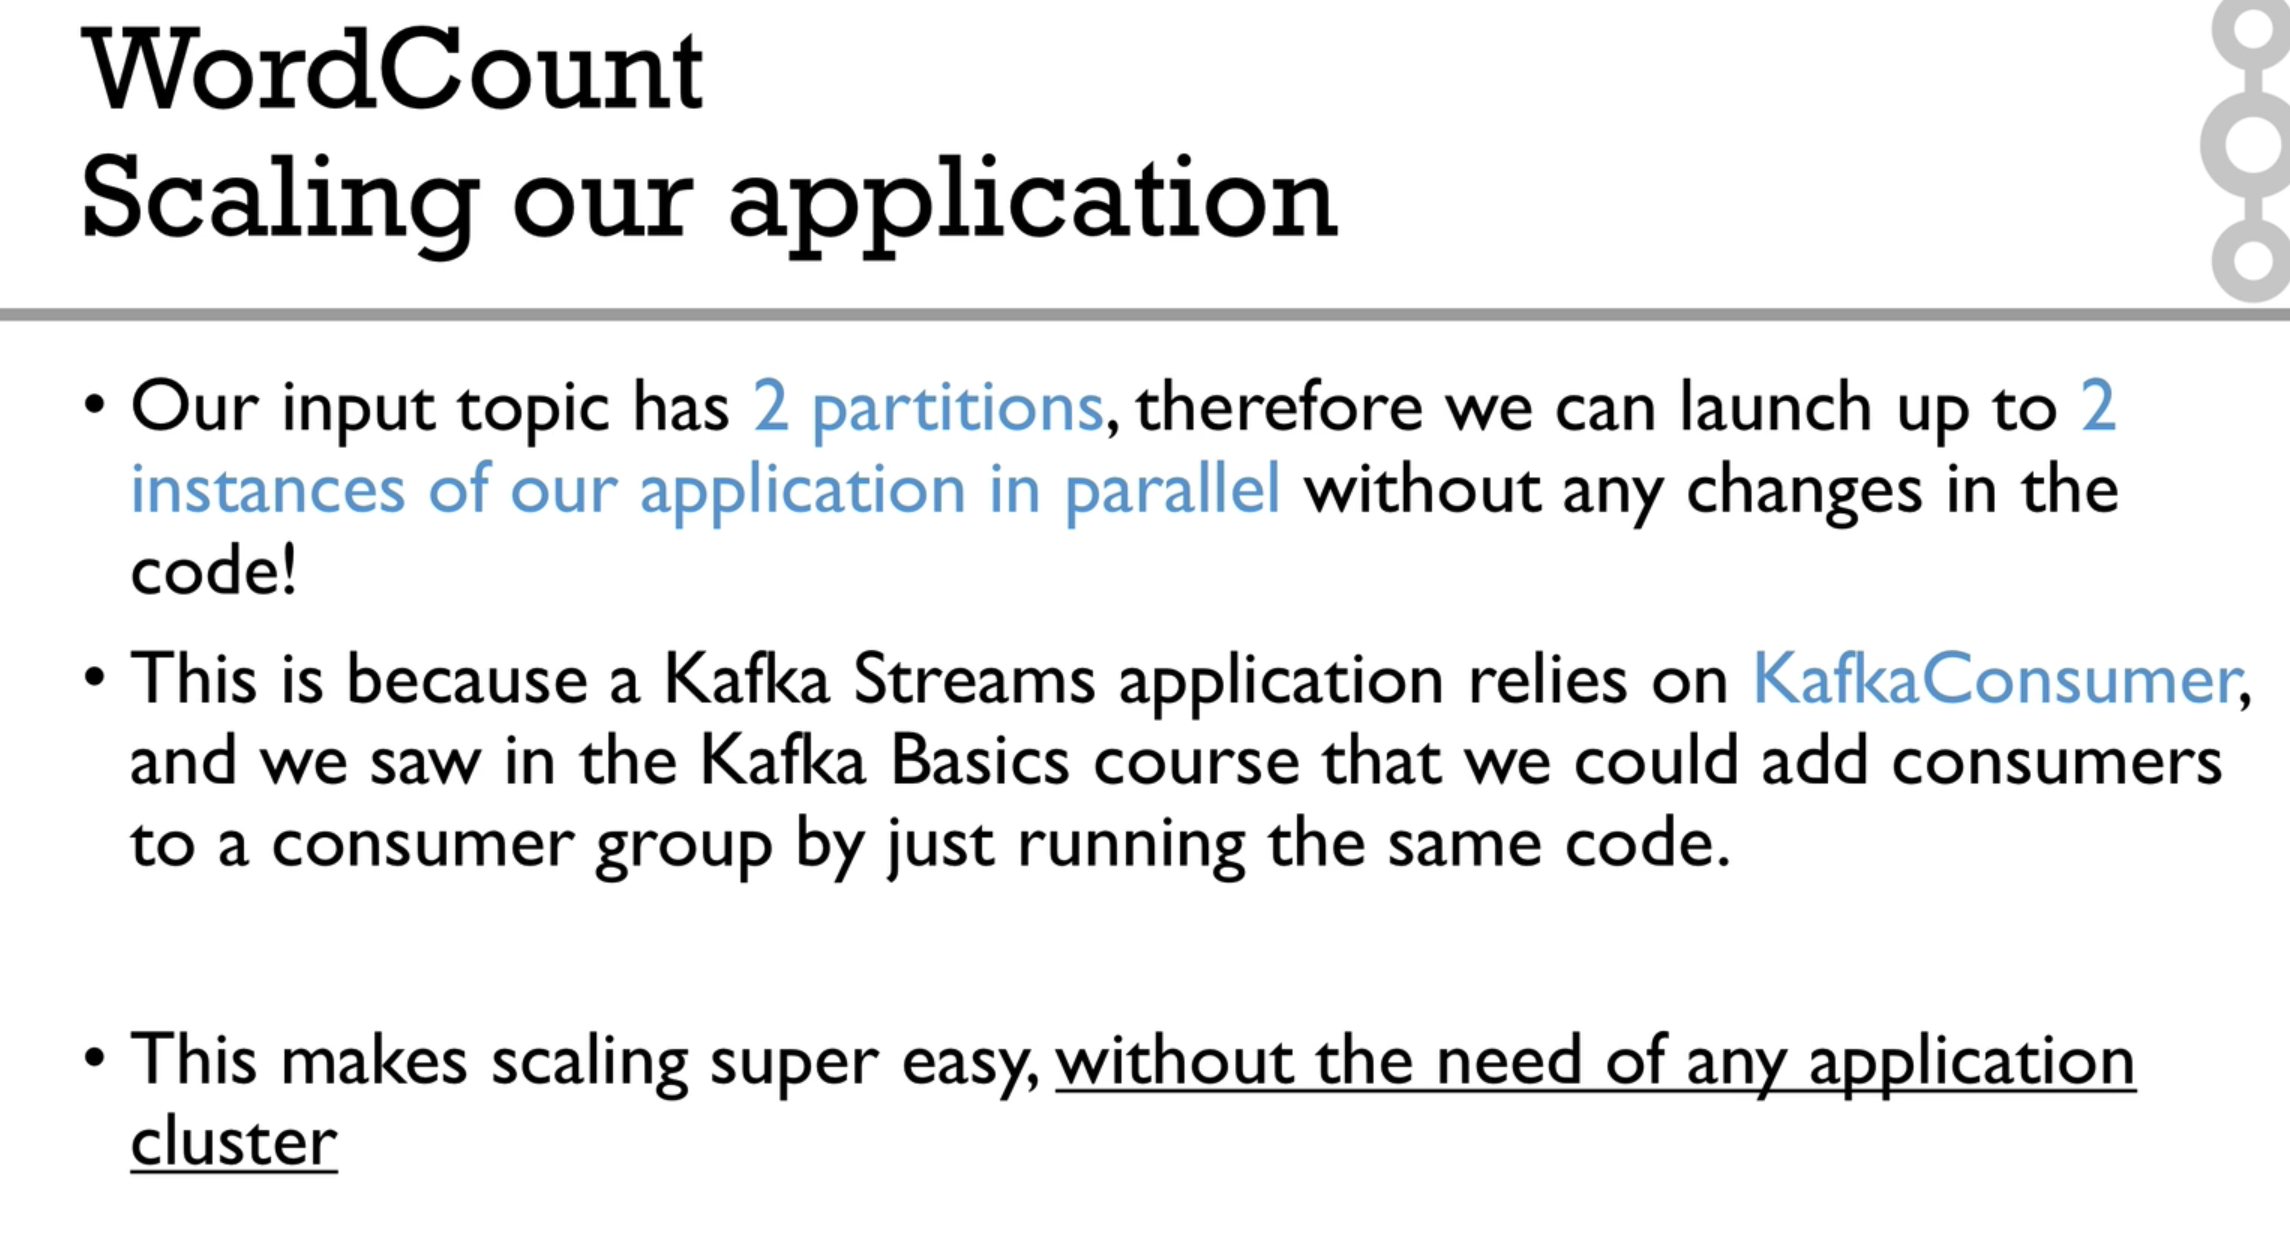 WordCount
Scaling our application
• Our input topic has 2 partitions, therefore we can launch up to 2
instances of our application in parallel without any changes in the
code!
• This is because a Kafka Streams application relies on KafkaConsumer,
and we saw in the Kafka Basics course that we could add consumers
to a consumer group by just running the same code.
• This makes scaling super easy, without the need of any application
cluster